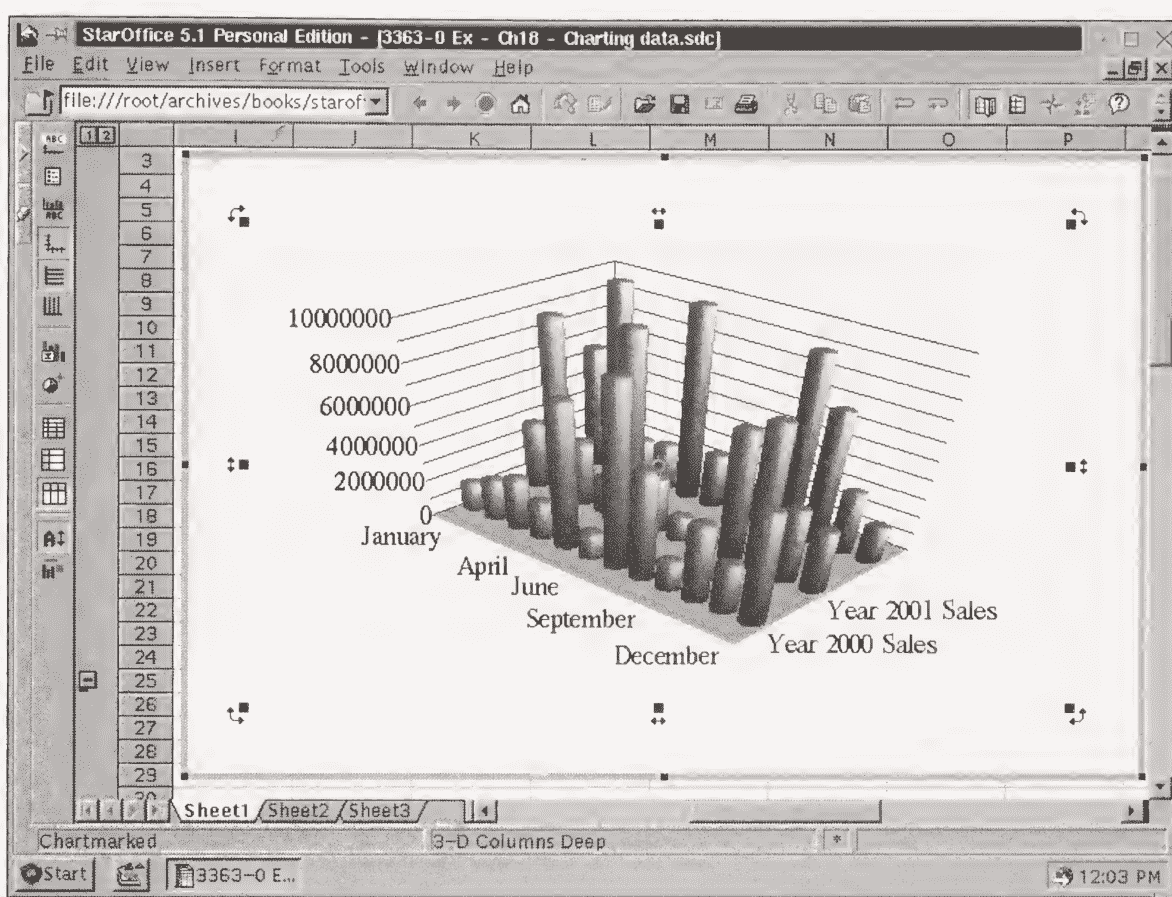 StarOffice 5.1 Personal Edition - [3363-0 Ex - Ch18 - Charting data.sdc]
File Edit View Insert Format Tools Window Help
file:///root/archives/books/starof
1 2
I J K L M N O P
3
4
5
6
7
8
9
10
11
12
13
14
15
16
17
18
19
20
21
22
23
24
25
26
27
28
29
30
10000000
8000000
6000000
4000000
2000000
0
January
April
June
September
December
Year 2001 Sales
Year 2000 Sales
Sheet1 Sheet2 Sheet3
Chartmarked 3-D Columns Deep *
Start 3363-0 E... 12:03 PM